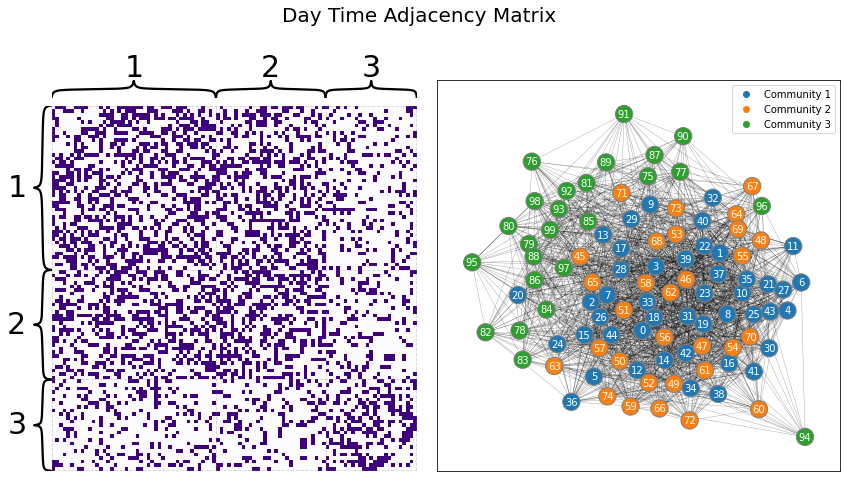 Day Time Adjacency Matrix
1 2 3
1
2
3
Community 1
Community 2
Community 3
91
90
76 89 87
81 75 77
92 71 67
98 93 9 73 32 64 96
80 99 85 29 40 69
79 13 17 68 53 22 48
88 45 39 1 55 11
95 97 28 3 37
86 65 58 46 35 21 6
20 2 7 62 23 10 27
84 26 51 33 18 31 8 25 43 4
82 78 15 44 0 56 19 70
24 57 47 54 30
83 63 50 14 42 16
5 12 61 41
36 74 52 49 34 38
59 66 60
72
94